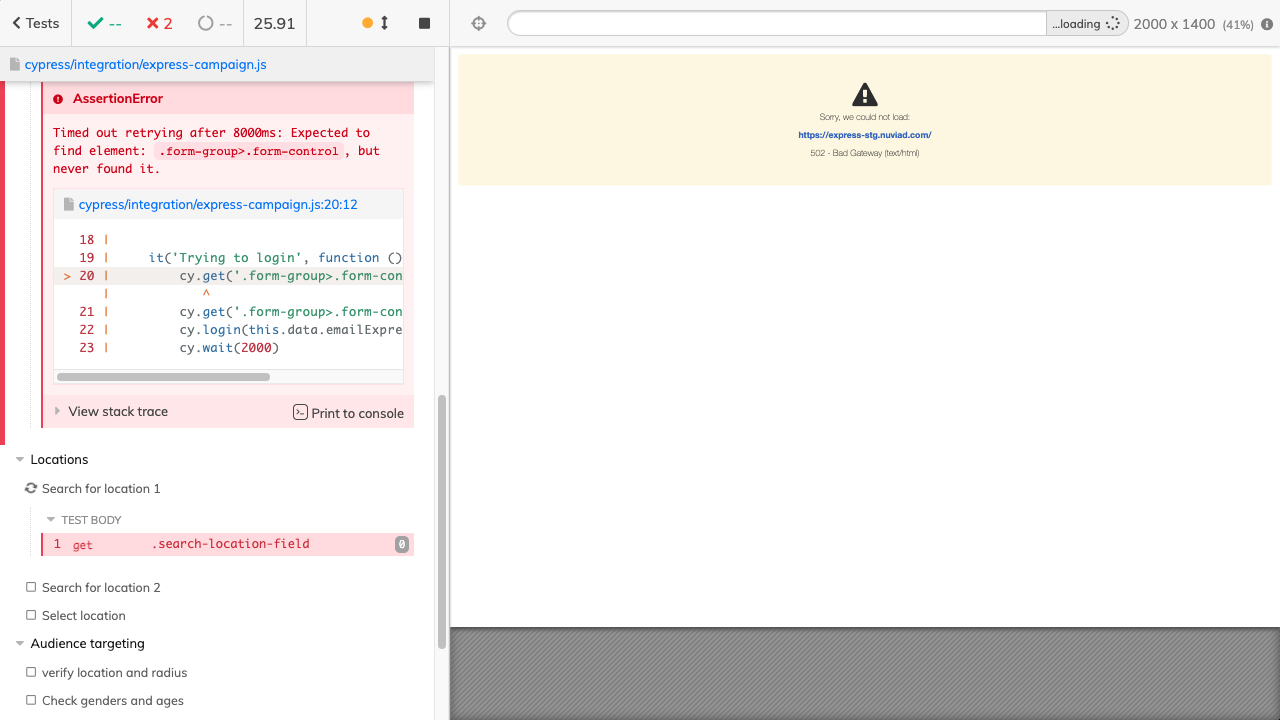 Tests
--
2
--
25.91
...loading
2000 x 1400 (41%)
cypress/integration/express-campaign.js
AssertionError
Timed out retrying after 8000ms: Expected to
find element: .form-group>.form-control, but
never found it.
cypress/integration/express-campaign.js:20:12
18 |
19 | it('Trying to login', function ()
> 20 | cy.get('.form-group>.form-con
| ^
21 | cy.get('.form-group>.form-con
22 | cy.login(this.data.emailExpre
23 | cy.wait(2000)
View stack trace
Print to console
Locations
Search for location 1
TEST BODY
1 get .search-location-field 0
Search for location 2
Select location
Audience targeting
verify location and radius
Check genders and ages
Sorry, we could not load:
https://express-stg.nuviad.com/
502 - Bad Gateway (text/html)